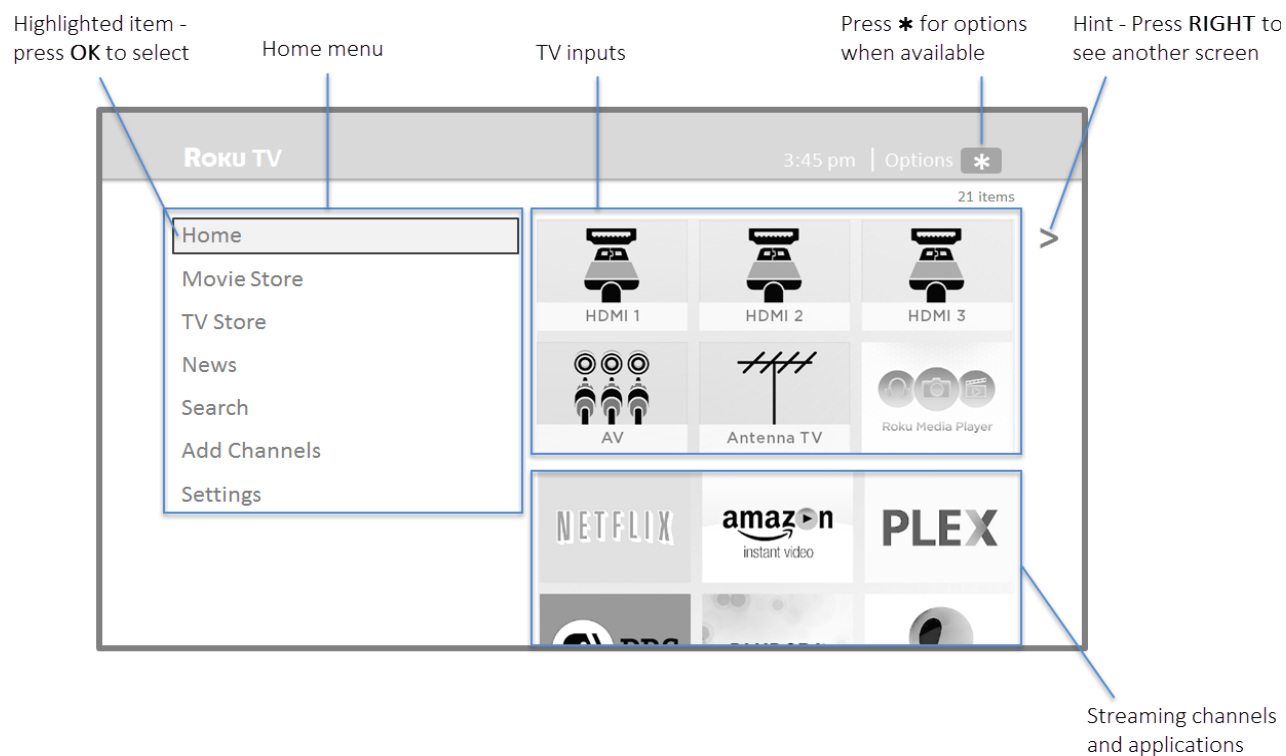 Highlighted item -
press OK to select
Home menu
TV inputs
Press ✱ for options
when available
Hint - Press RIGHT to
see another screen
ROKU TV
3:45 pm | Options ✱
21 items
Home
Movie Store
TV Store
News
Search
Add Channels
Settings
>
HDMI 1
HDMI 2
HDMI 3
AV
Antenna TV
Roku Media Player
NETFLIX
amazon
instant video
PLEX
PBS
Streaming channels
and applications